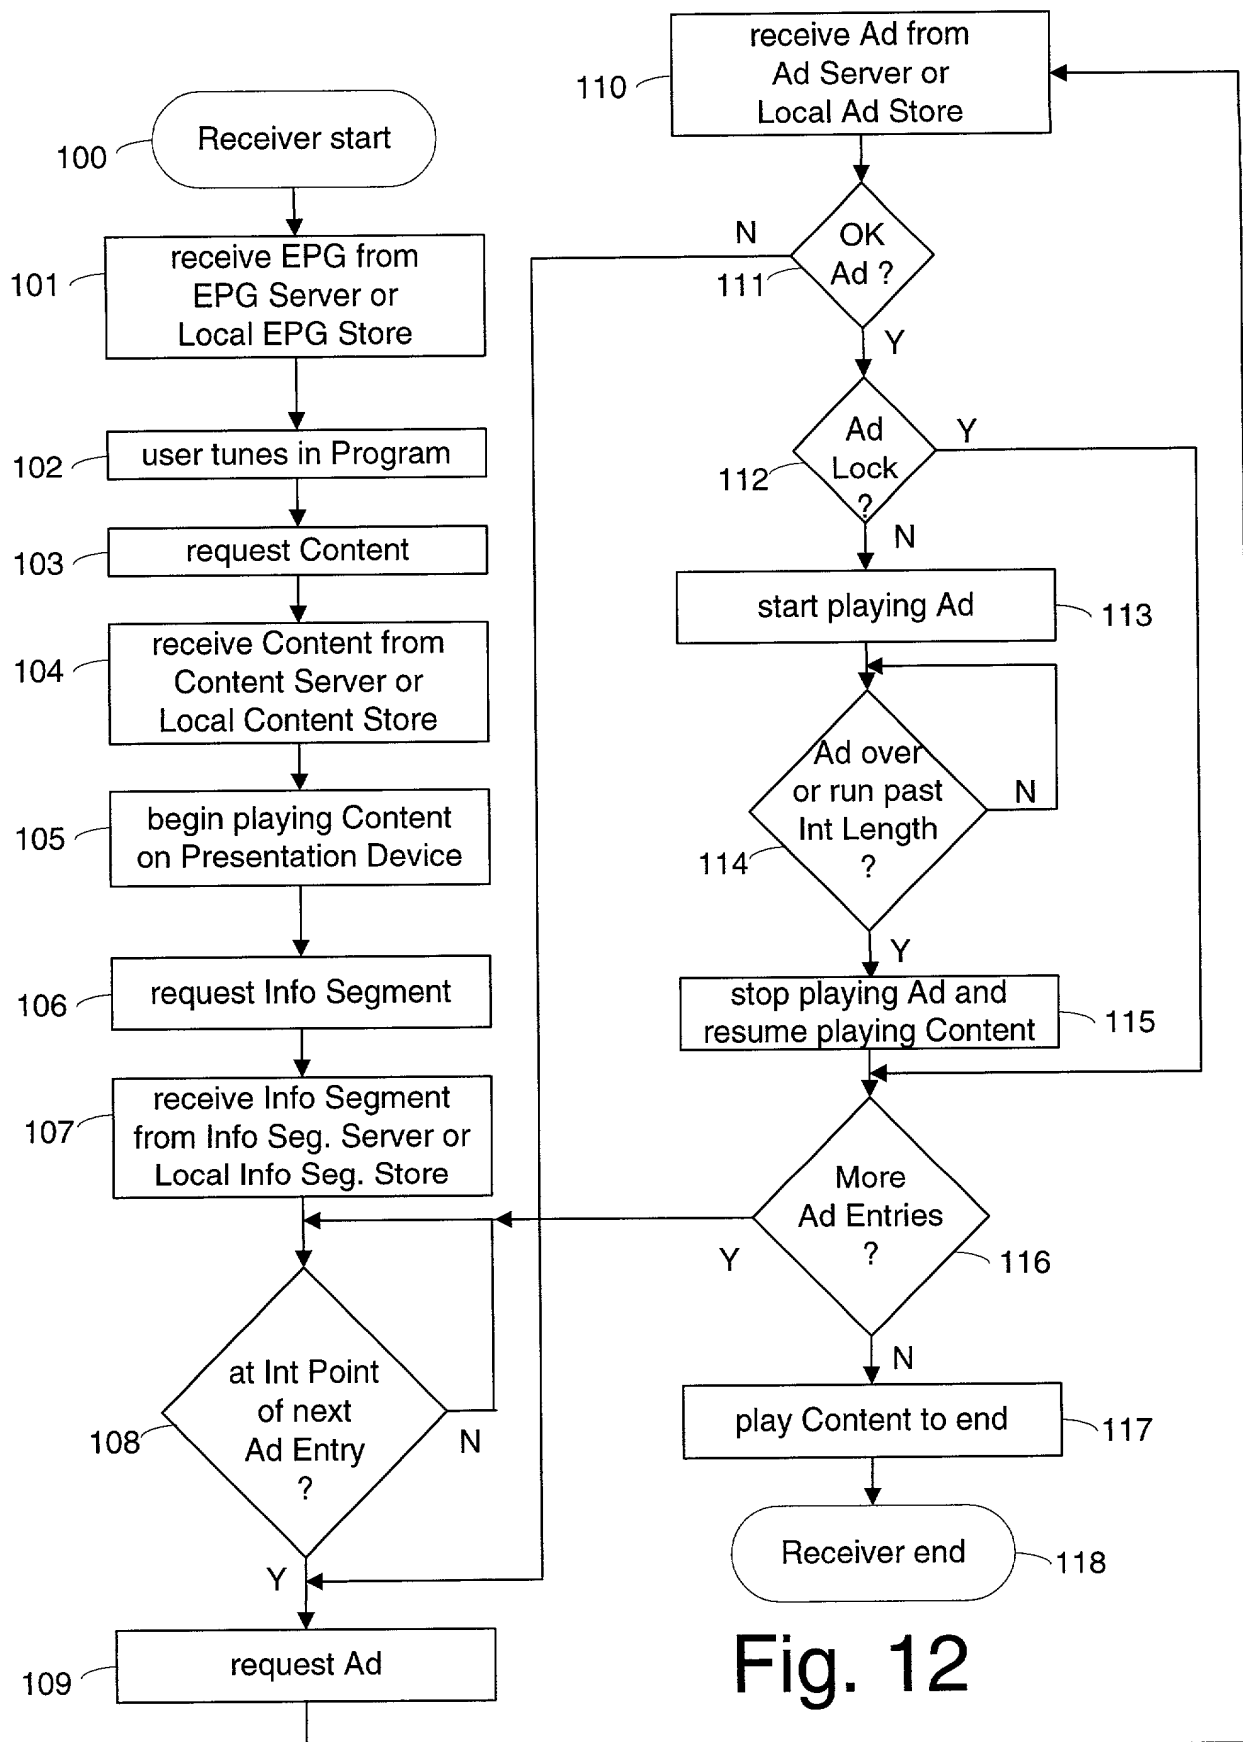 100
Receiver start
101
receive EPG from
EPG Server or
Local EPG Store
102
user tunes in Program
103
request Content
104
receive Content from
Content Server or
Local Content Store
105
begin playing Content
on Presentation Device
106
request Info Segment
107
receive Info Segment
from Info Seg. Server or
Local Info Seg. Store
108
at Int Point
of next
Ad Entry
?
N
Y
109
request Ad
110
receive Ad from
Ad Server or
Local Ad Store
N
111
OK
Ad ?
Y
112
Ad
Lock
?
Y
N
start playing Ad
113
114
Ad over
or run past
Int Length
?
N
Y
stop playing Ad and
resume playing Content
115
More
Ad Entries
?
Y
116
N
play Content to end
117
Receiver end
118
Fig. 12